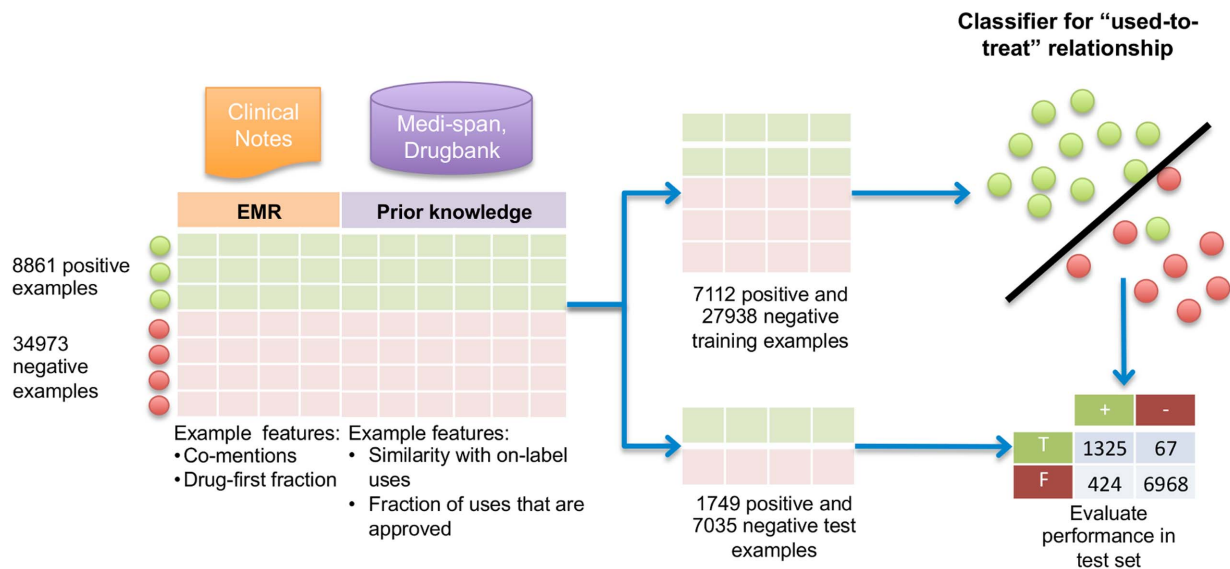 Classifier for “used-to-
treat” relationship
Clinical
Notes
Medi-span,
Drugbank
EMR
Prior knowledge
8861 positive
examples
34973
negative
examples
Example features:
•Co-mentions
•Drug-first fraction
Example features:
• Similarity with on-label
uses
• Fraction of uses that are
approved
7112 positive and
27938 negative
training examples
1749 positive and
7035 negative test
examples
+ -
T 1325 67
F 424 6968
Evaluate
performance in
test set